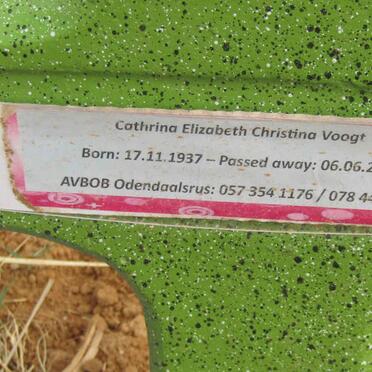 Cathrina Elizabeth Christina Voogt
Born: 17.11.1937 – Passed away: 06.06.2
AVBOB Odendaalsrus: 057 354 1176 / 078 44